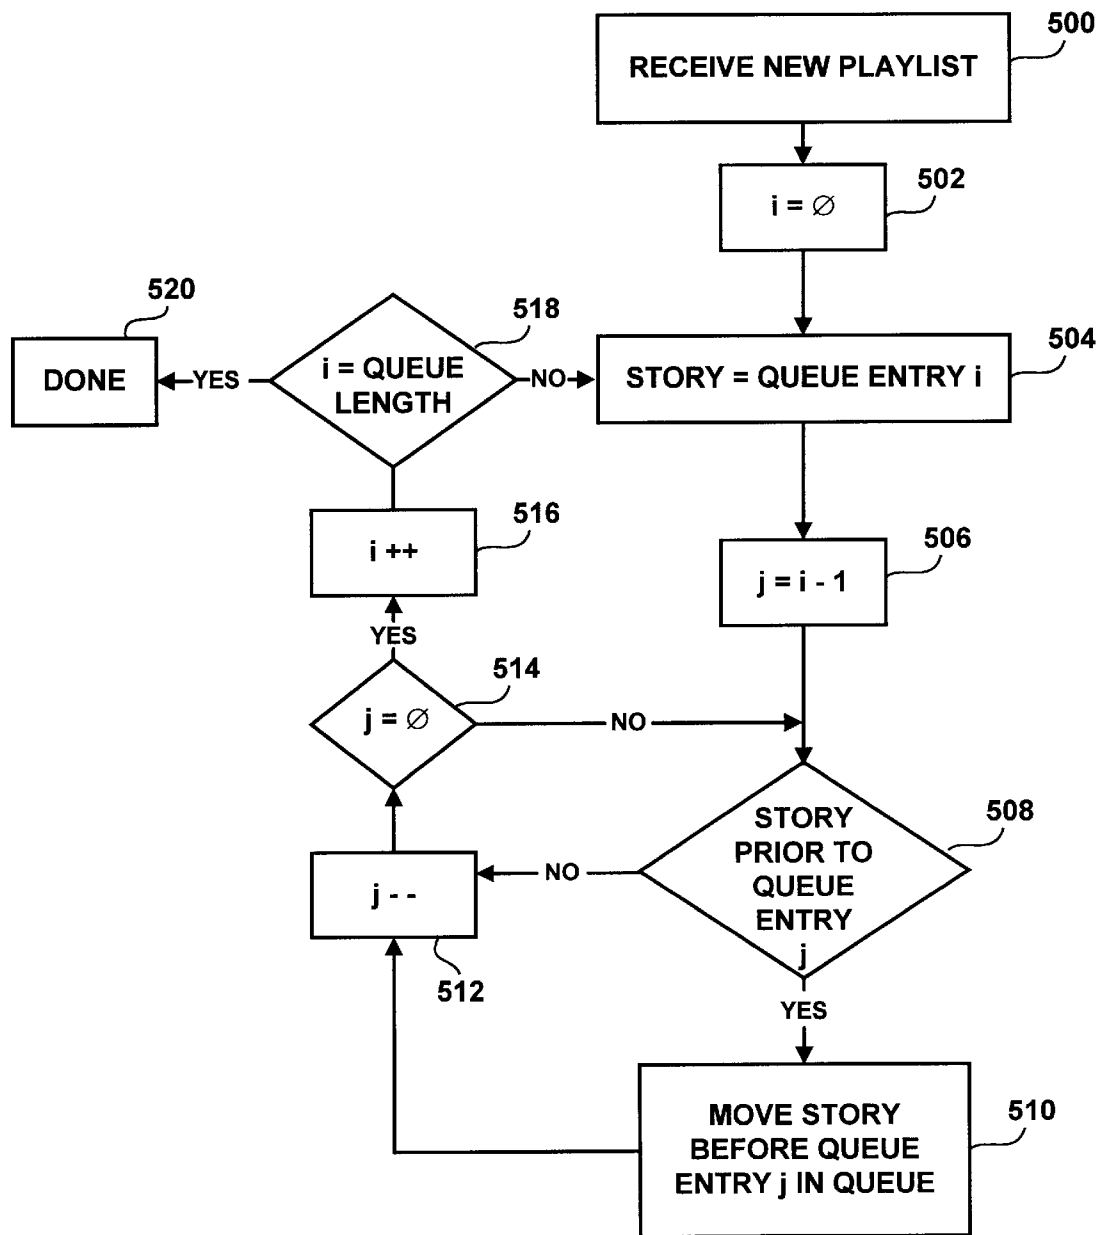 500
RECEIVE NEW PLAYLIST
502
i = ∅
520
518
504
DONE
YES
i = QUEUE
LENGTH
NO
STORY = QUEUE ENTRY i
516
i ++
506
j = i - 1
YES
514
j = ∅
NO
508
STORY
PRIOR TO
QUEUE
ENTRY
j
NO
j - -
512
YES
510
MOVE STORY
BEFORE QUEUE
ENTRY j IN QUEUE